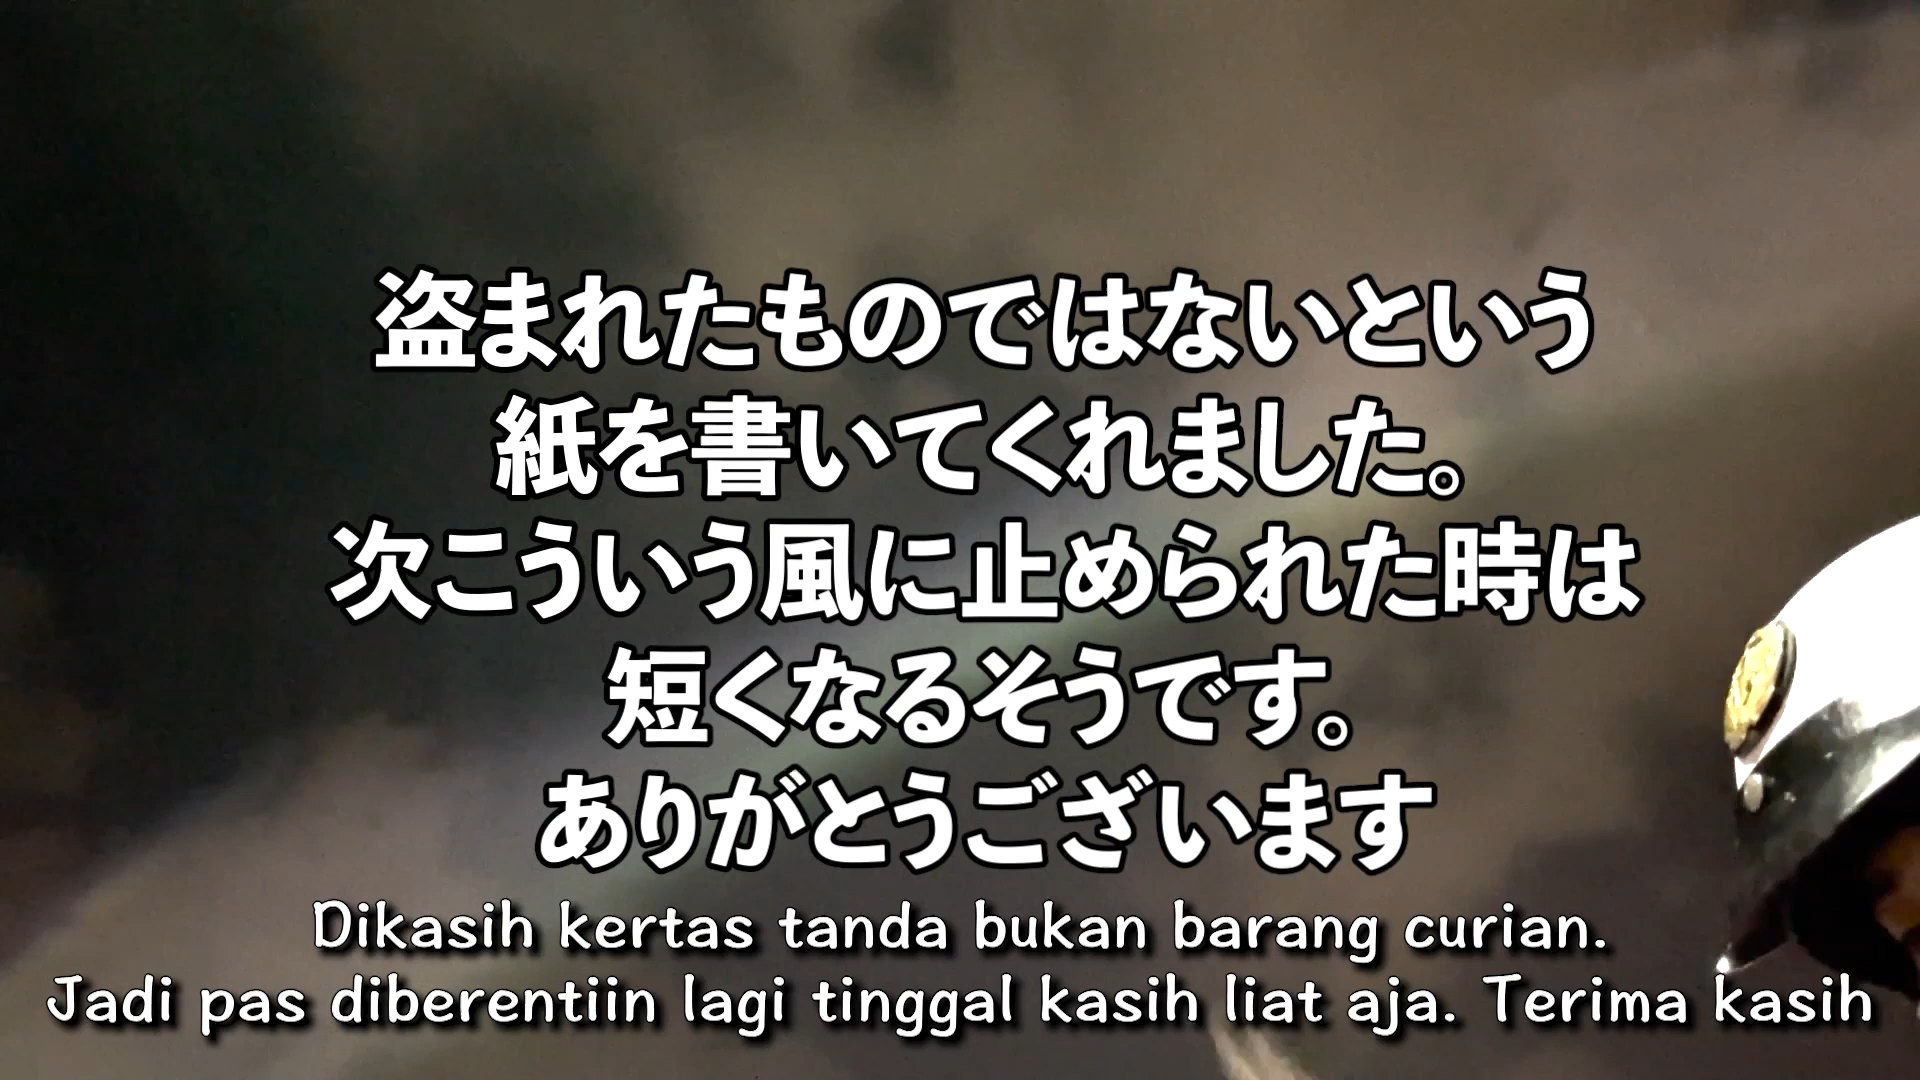 盗まれたものではないという
紙を書いてくれました。
次こういう風に止められた時は
短くなるそうです。
ありがとうございます
Dikasih kertas tanda bukan barang curian.
Jadi pas diberentiin lagi tinggal kasih liat aja. Terima kasih